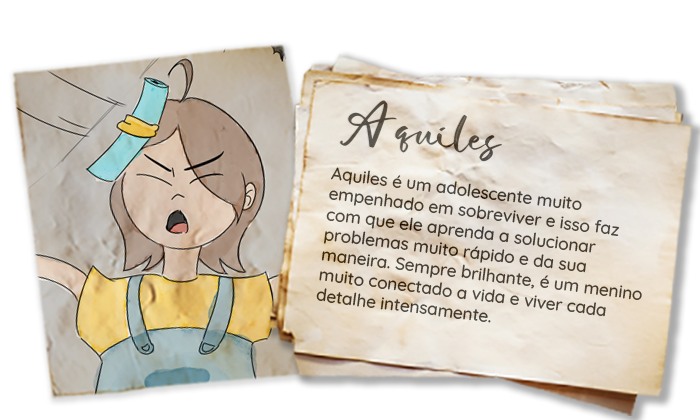 Aquiles
Aquiles é um adolescente muito
empenhado em sobreviver e isso faz
com que ele aprenda a solucionar
problemas muito rápido e da sua
maneira. Sempre brilhante, é um menino
muito conectado a vida e viver cada
detalhe intensamente.